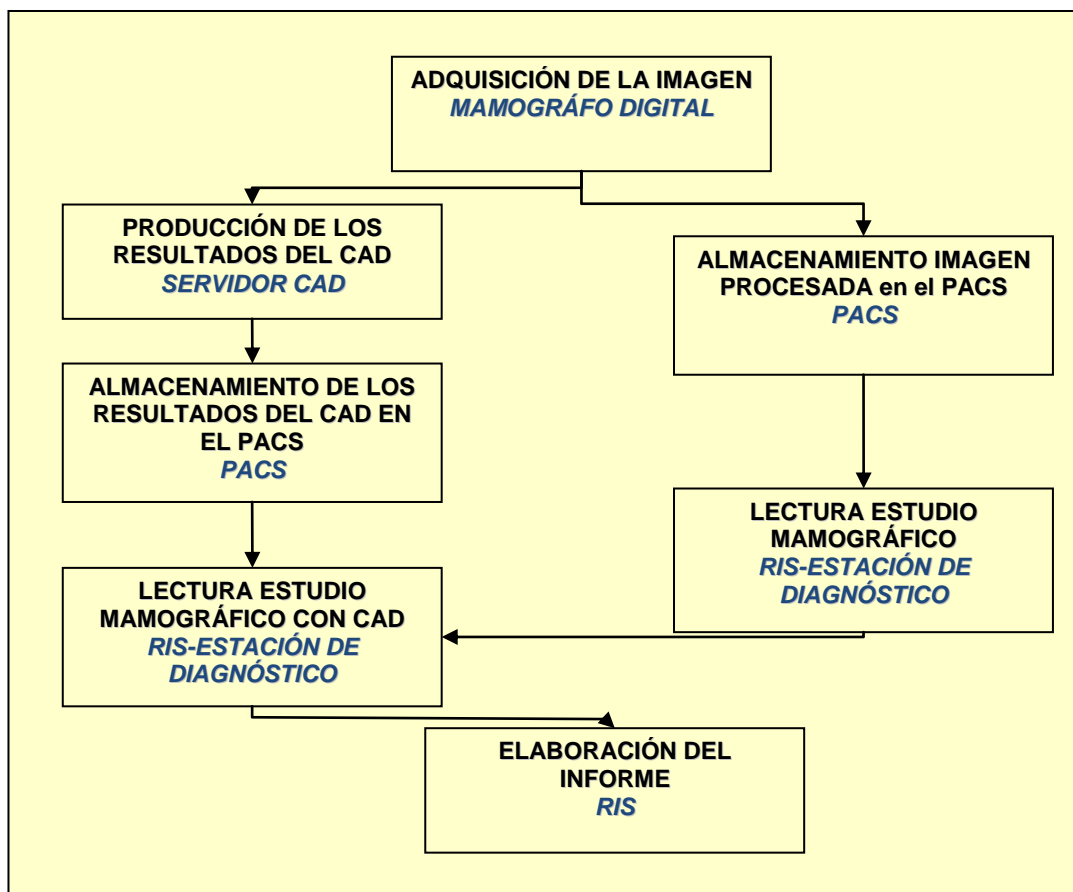 ADQUISICIÓN DE LA IMAGEN
MAMOGRÁFO DIGITAL
PRODUCCIÓN DE LOS
RESULTADOS DEL CAD
SERVIDOR CAD
ALMACENAMIENTO IMAGEN
PROCESADA en el PACS
PACS
ALMACENAMIENTO DE LOS
RESULTADOS DEL CAD EN
EL PACS
PACS
LECTURA ESTUDIO
MAMOGRÁFICO
RIS-ESTACIÓN DE
DIAGNÓSTICO
LECTURA ESTUDIO
MAMOGRÁFICO CON CAD
RIS-ESTACIÓN DE
DIAGNÓSTICO
ELABORACIÓN DEL
INFORME
RIS